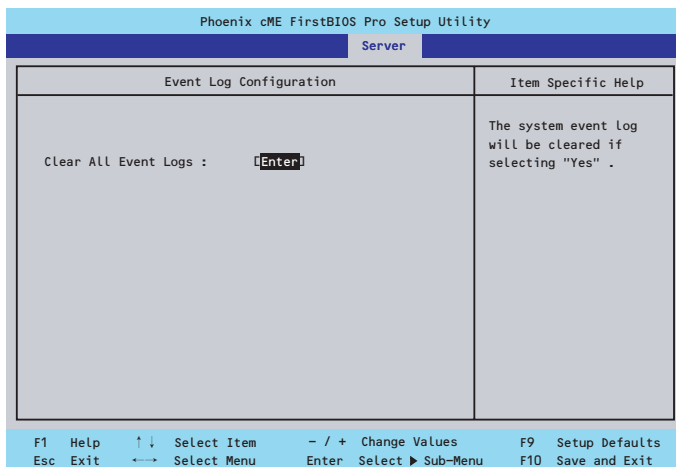 Phoenix cME FirstBIOS Pro Setup Utility
Server
Event Log Configuration
Item Specific Help
Clear All Event Logs : [Enter]
The system event log
will be cleared if
selecting "Yes" .
F1 Help ↑↓ Select Item - / + Change Values F9 Setup Defaults
Esc Exit ←→ Select Menu Enter Select ▶ Sub-Menu F10 Save and Exit